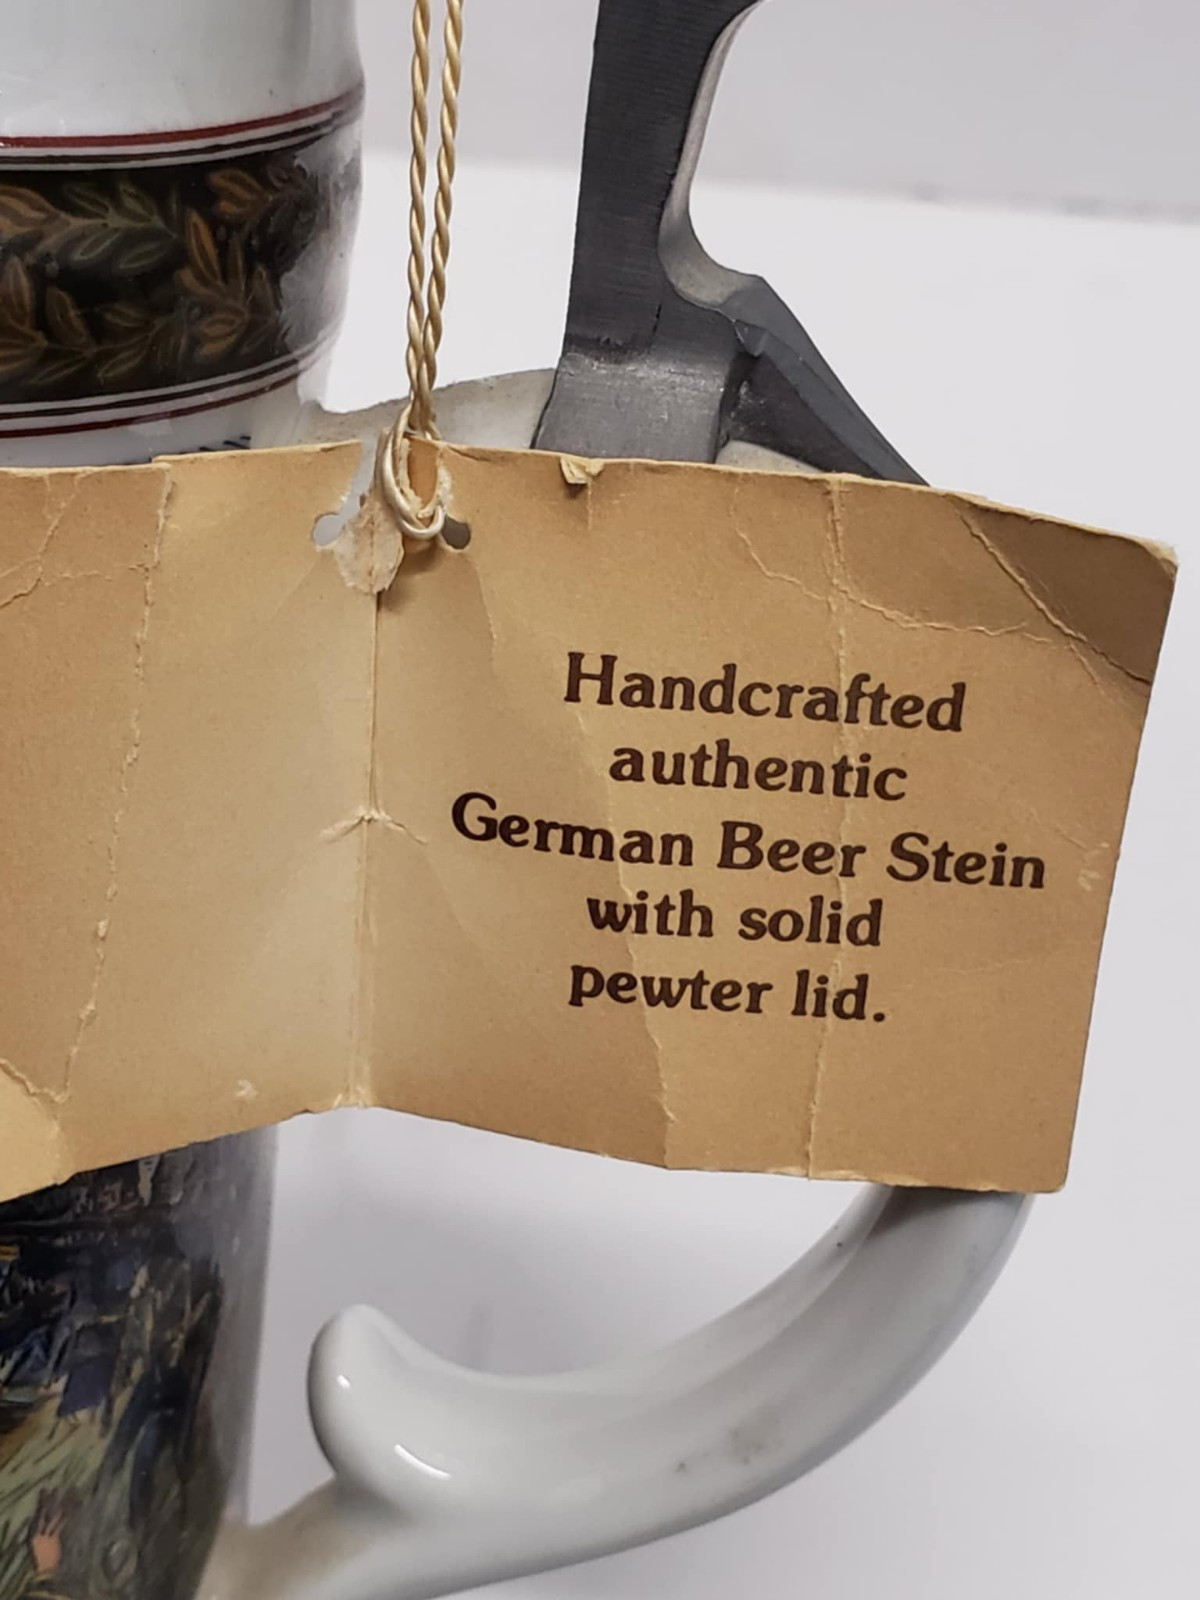 Handcrafted
authentic
German Beer Stein
with solid
pewter lid.